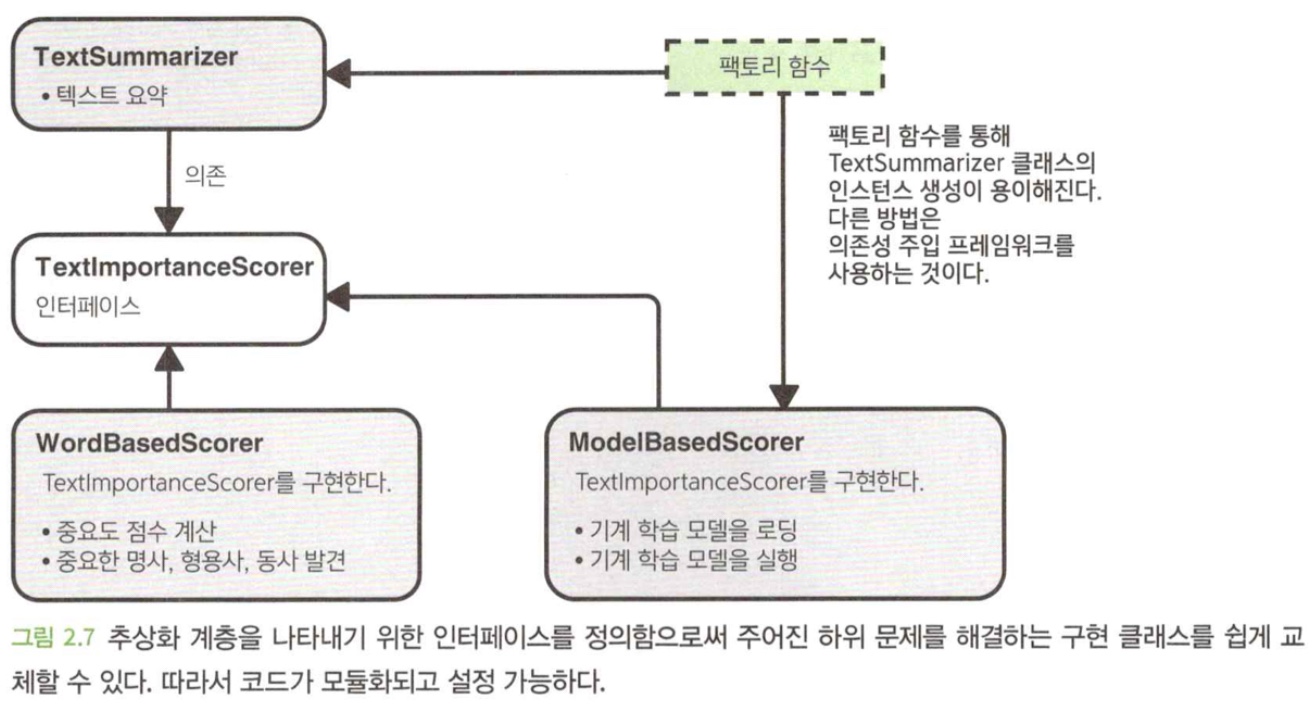 TextSummarizer
• 텍스트 요약
팩토리 함수
팩토리 함수를 통해
TextSummarizer 클래스의
인스턴스 생성이 용이해진다.
다른 방법은
의존성 주입 프레임워크를
사용하는 것이다.
의존
TextImportanceScorer
인터페이스
WordBasedScorer
TextImportanceScorer를 구현한다.
• 중요도 점수 계산
• 중요한 명사, 형용사, 동사 발견
ModelBasedScorer
TextImportanceScorer를 구현한다.
• 기계 학습 모델을 로딩
• 기계 학습 모델을 실행
그림 2.7 추상화 계층을 나타내기 위한 인터페이스를 정의함으로써 주어진 하위 문제를 해결하는 구현 클래스를 쉽게 교
체할 수 있다. 따라서 코드가 모듈화되고 설정 가능하다.